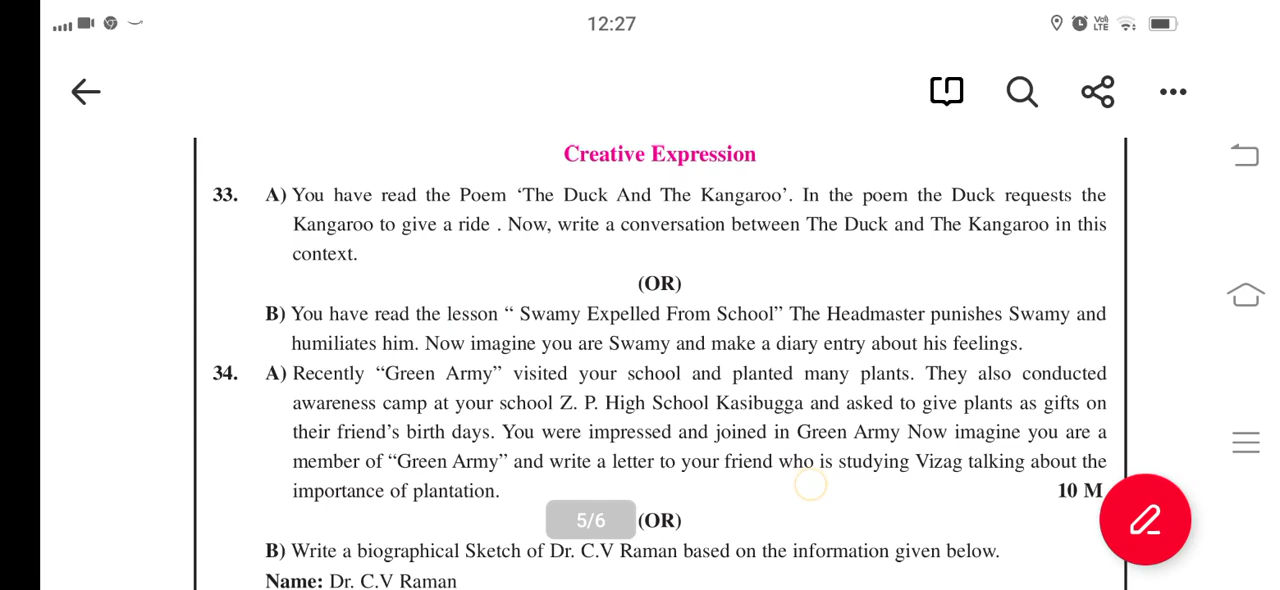 12:27
Vo) LTE
Creative Expression
33. A) You have read the Poem ‘The Duck And The Kangaroo’. In the poem the Duck requests the
Kangaroo to give a ride . Now, write a conversation between The Duck and The Kangaroo in this
context.
(OR)
B) You have read the lesson “ Swamy Expelled From School” The Headmaster punishes Swamy and
humiliates him. Now imagine you are Swamy and make a diary entry about his feelings.
34. A) Recently “Green Army” visited your school and planted many plants. They also conducted
awareness camp at your school Z. P. High School Kasibugga and asked to give plants as gifts on
their friend’s birth days. You were impressed and joined in Green Army Now imagine you are a
member of “Green Army” and write a letter to your friend who is studying Vizag talking about the
importance of plantation. 10 M
5/6 (OR)
B) Write a biographical Sketch of Dr. C.V Raman based on the information given below.
Name: Dr. C.V Raman